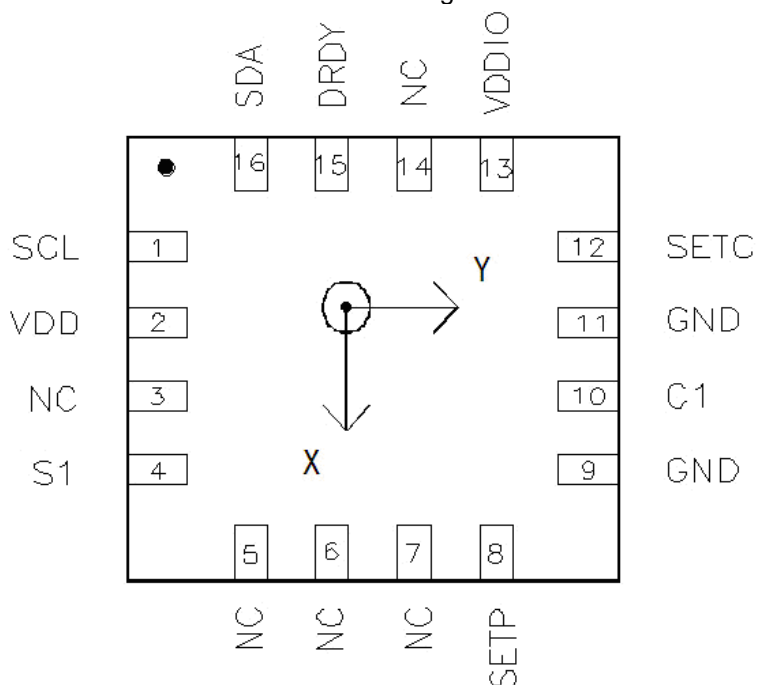 SDA
DRDY
NC
VDDIO
16
15
14
13
SCL
1
12
SETC
Y
VDD
2
11
GND
NC
3
10
C1
X
S1
4
9
GND
5
6
7
8
NC
NC
NC
SETP